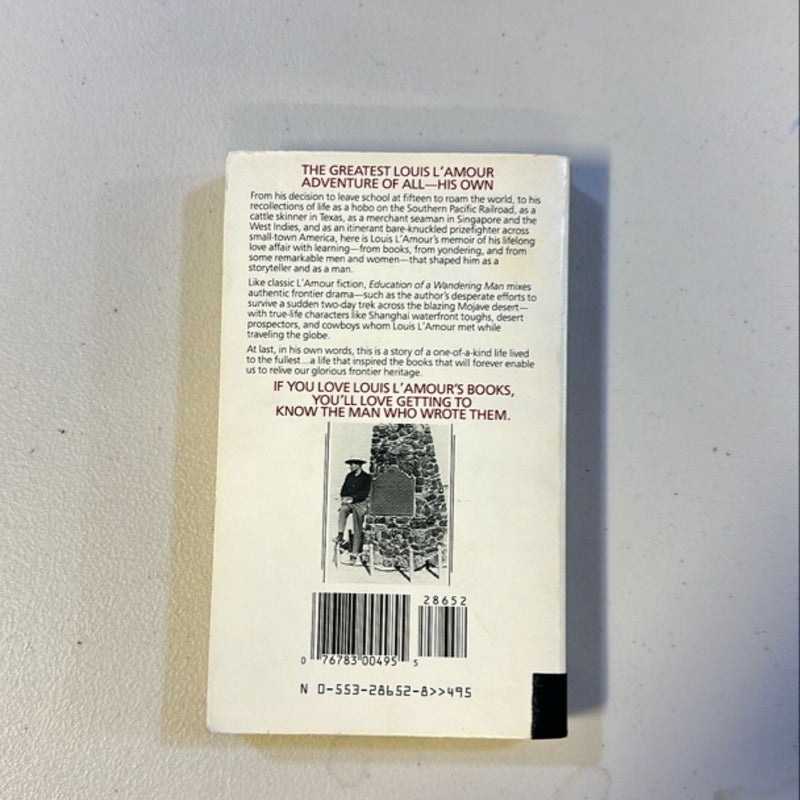 THE GREATEST LOUIS L'AMOUR
ADVENTURE OF ALL—HIS OWN
From his decision to leave school at fifteen to roam the world, to his
recollections of life as a hobo on the Southern Pacific Railroad, as a
cattle skinner in Texas, as a merchant seaman in Singapore and the
West Indies, and as an itinerant bare-knuckled prizefighter across
small-town America, here is Louis L'Amour's memoir of his lifelong
love affair with learning—from books, from yondering, and from
some remarkable men and women—that shaped him as a
storyteller and as a man.
Like classic L'Amour fiction, Education of a Wandering Man mixes
authentic frontier drama—such as the author's desperate efforts to
survive a sudden two-day trek across the blazing Mojave desert—
with true-life characters like Shanghai waterfront toughs, desert
prospectors, and cowboys whom Louis L'Amour met while
traveling the globe.
At last, in his own words, this is a story of a one-of-a-kind life lived
to the fullest...a life that inspired the books that will forever enable
us to relive our glorious frontier heritage.
IF YOU LOVE LOUIS L'AMOUR'S BOOKS,
YOU'LL LOVE GETTING TO
KNOW THE MAN WHO WROTE THEM.
28652
0 76783 00495 5
N 0-553-28652-8>>495